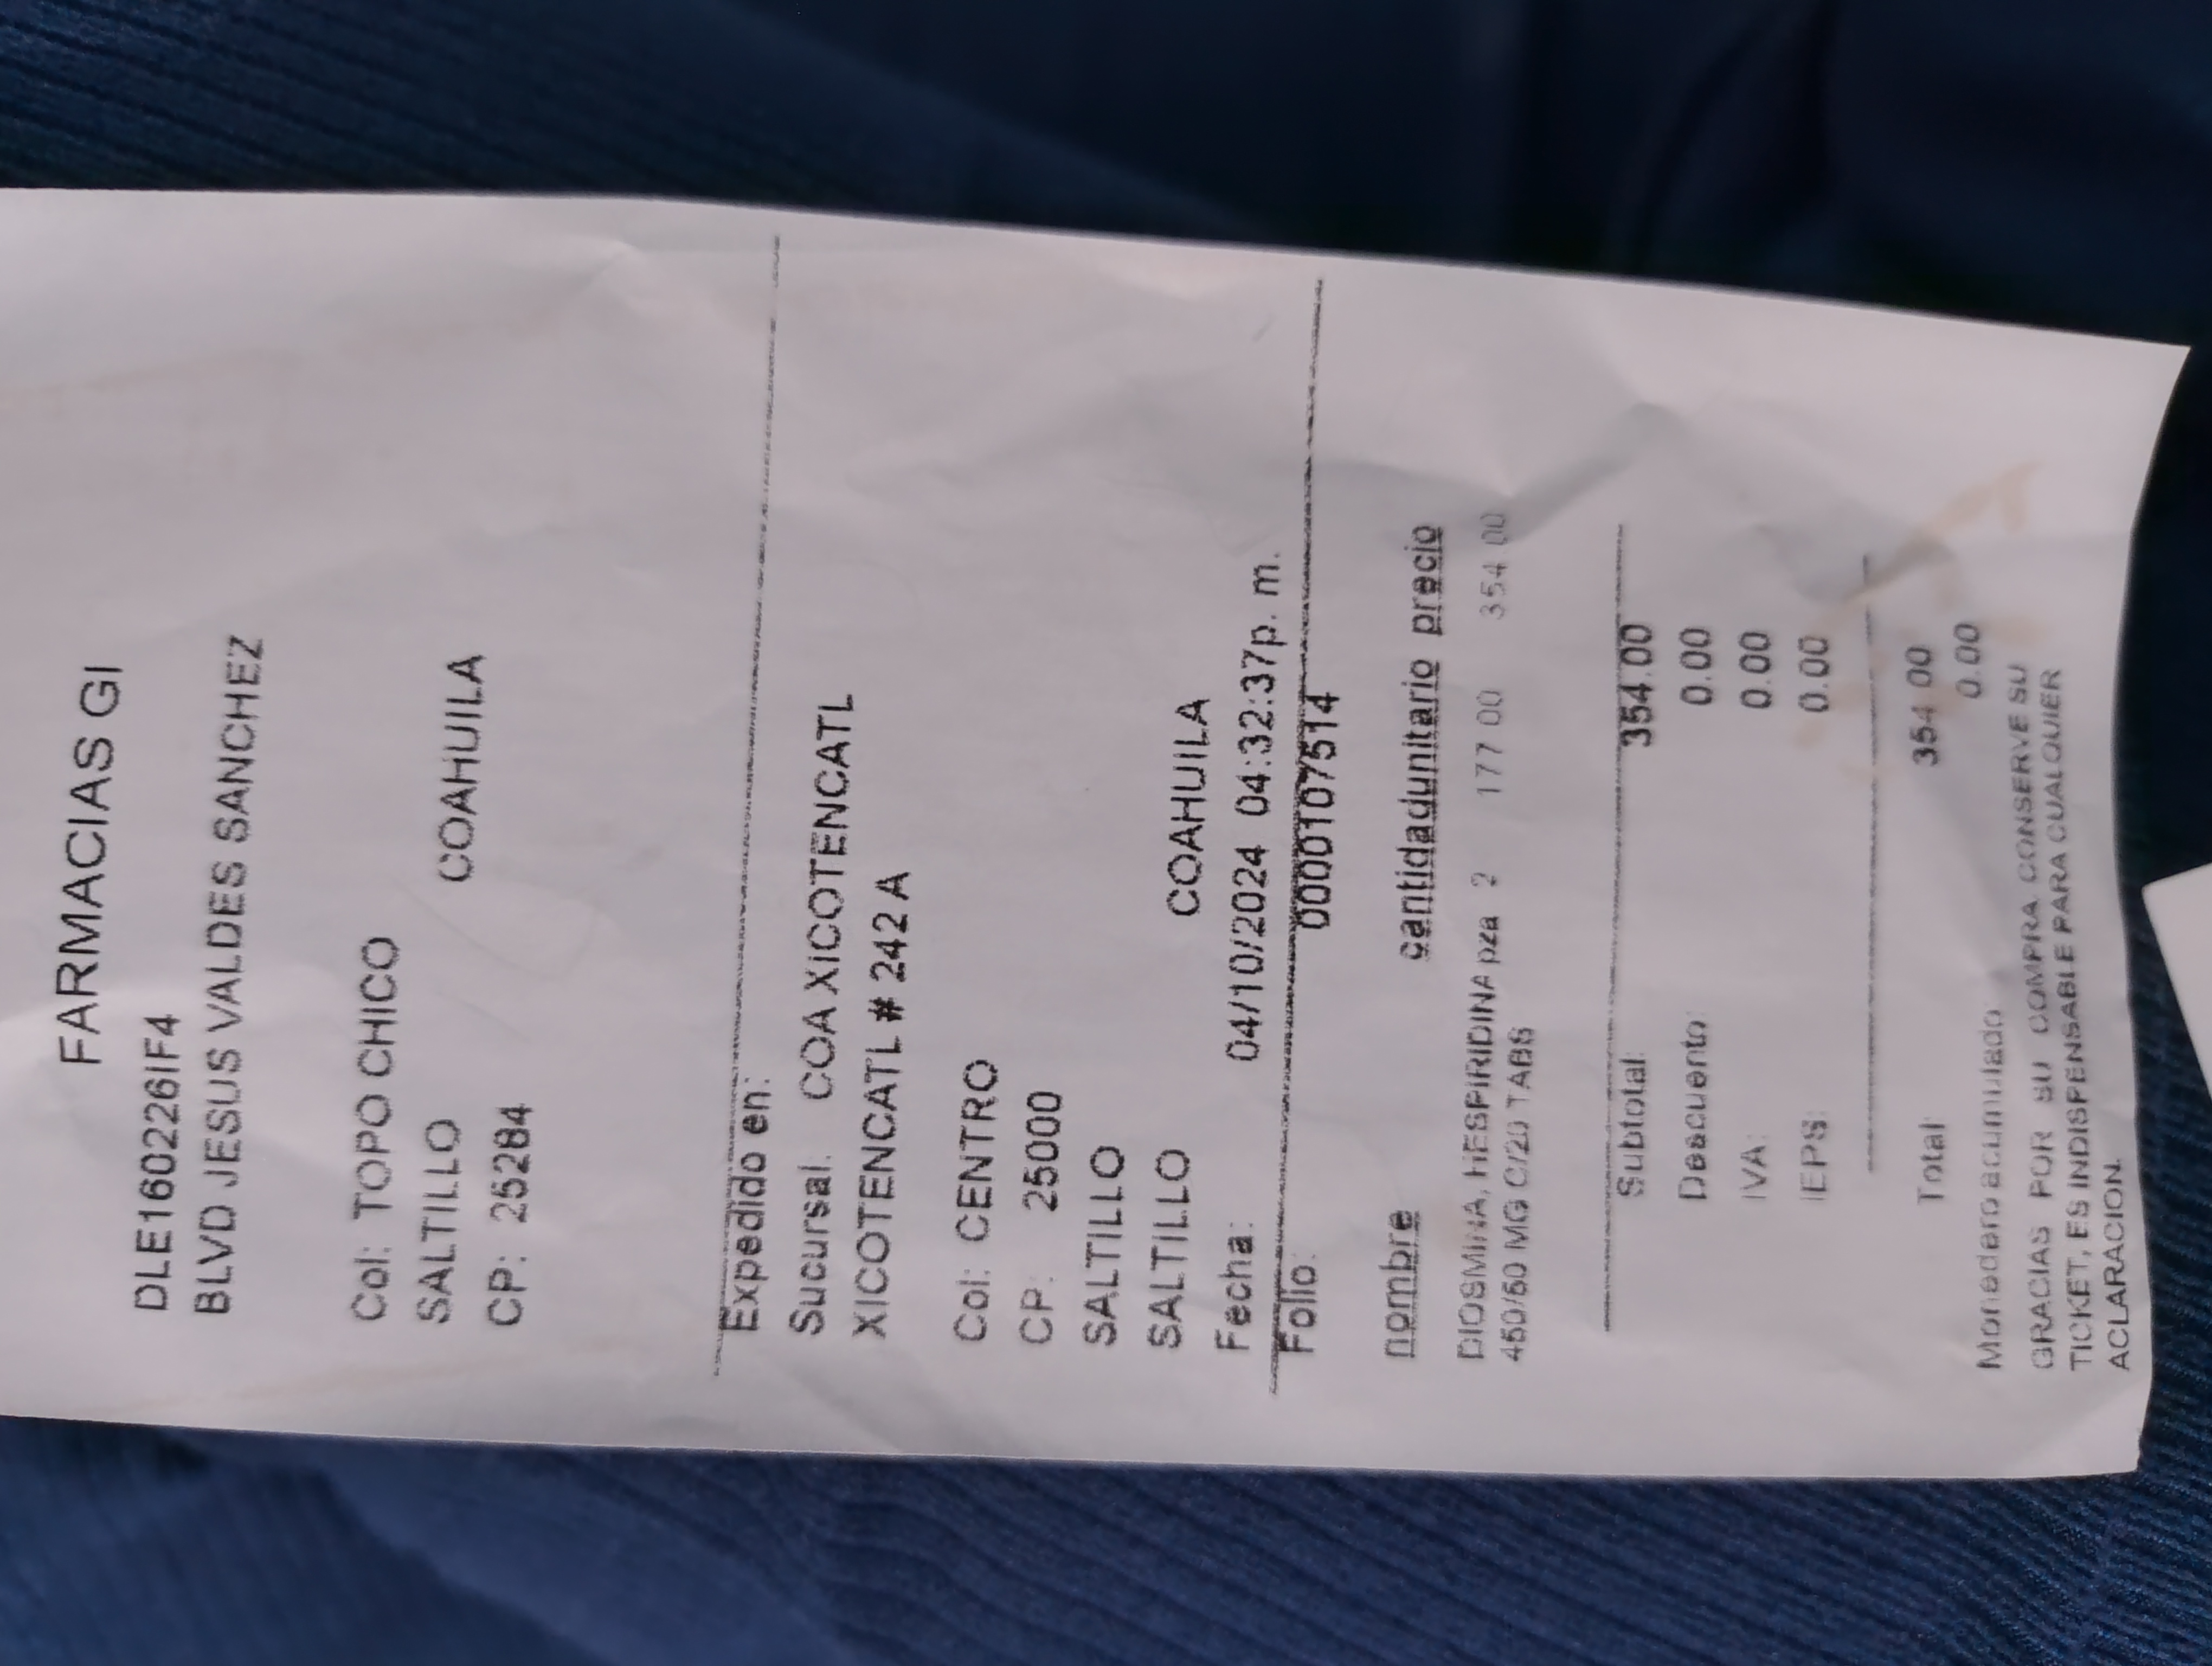 FARMACIAS GI
DLE160226IF4
BLVD JESUS VALDES SANCHEZ
Col: TOPO CHICO
SALTILLO COAHUILA
CP: 25284
Expedido en:
Sucursal: COA XICOTENCATL
XICOTENCATL # 242 A
Col: CENTRO
CP: 25000
SALTILLO
SALTILLO COAHUILA
Fecha: 04/10/2024 04:32:37p. m.
Folio: 0000107514
nombre cantidadunitario precio
DIOSMINA, HESPIRIDINA pza 2 177.00 354.00
450/50 MG C/20 TABS
Subtotal: 354.00
Descuento: 0.00
IVA: 0.00
IEPS: 0.00
Total: 354.00
Monedero acumulado: 0.00
GRACIAS POR SU COMPRA, CONSERVE SU
TICKET, ES INDISPENSABLE PARA CUALQUIER
ACLARACION.